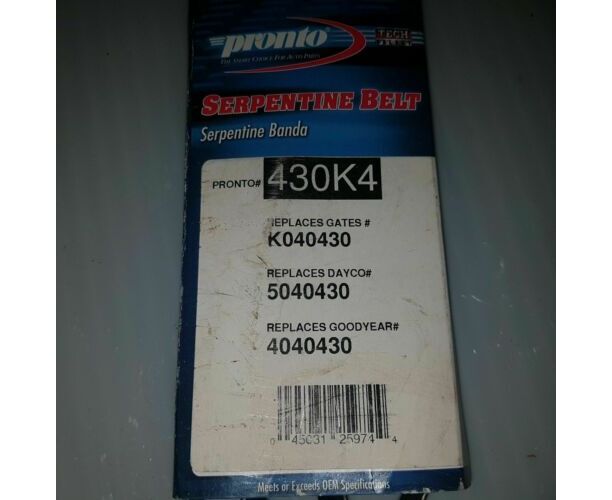 pronto
THE SMART CHOICE FOR AUTO PARTS
TECH
SELECT
SERPENTINE BELT
Serpentine Banda
PRONTO# 430K4
REPLACES GATES #
K040430
REPLACES DAYCO#
5040430
REPLACES GOODYEAR#
4040430
0 45031 25974 4
Meets or Exceeds OEM Specifications